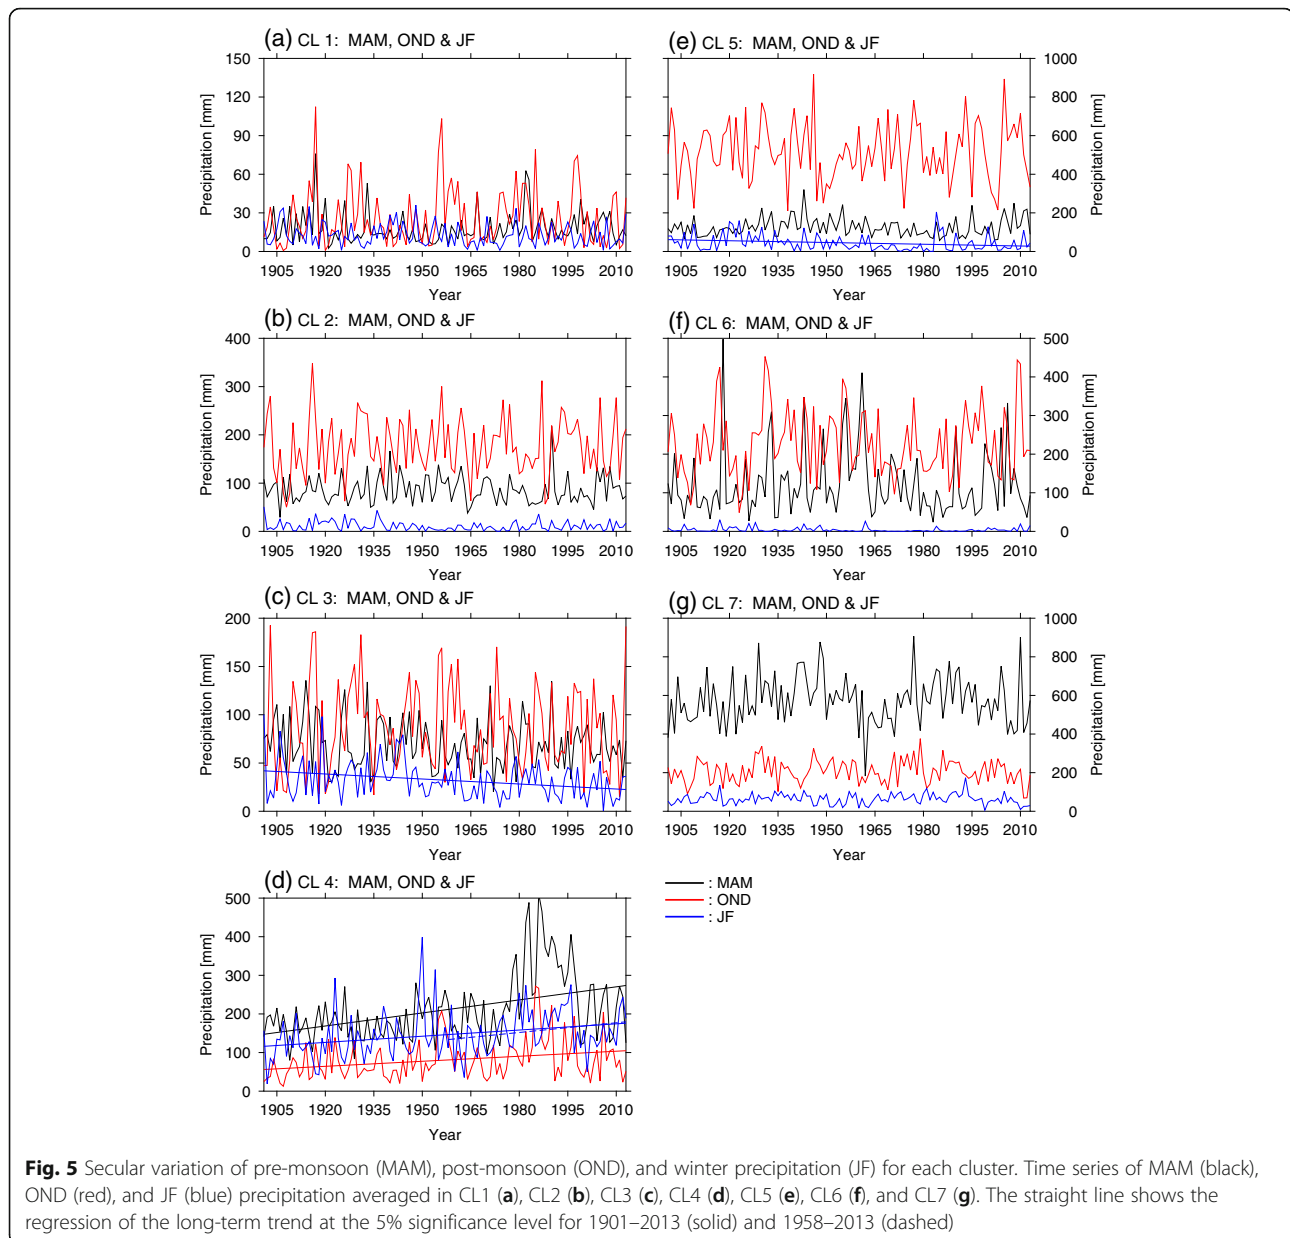 (a) CL 1: MAM, OND & JF
Precipitation [mm]
150
120
90
60
30
0
1905 1920 1935 1950 1965 1980 1995 2010
Year
(b) CL 2: MAM, OND & JF
Precipitation [mm]
400
300
200
100
0
1905 1920 1935 1950 1965 1980 1995 2010
Year
(c) CL 3: MAM, OND & JF
Precipitation [mm]
200
150
100
50
0
1905 1920 1935 1950 1965 1980 1995 2010
Year
(d) CL 4: MAM, OND & JF
Precipitation [mm]
500
400
300
200
100
0
1905 1920 1935 1950 1965 1980 1995 2010
Year
(e) CL 5: MAM, OND & JF
1000
800
600
400
200
0
Precipitation [mm]
1905 1920 1935 1950 1965 1980 1995 2010
Year
(f) CL 6: MAM, OND & JF
500
400
300
200
100
0
Precipitation [mm]
1905 1920 1935 1950 1965 1980 1995 2010
Year
(g) CL 7: MAM, OND & JF
1000
800
600
400
200
0
Precipitation [mm]
1905 1920 1935 1950 1965 1980 1995 2010
Year
: MAM
: OND
: JF
Fig. 5 Secular variation of pre-monsoon (MAM), post-monsoon (OND), and winter precipitation (JF) for each cluster. Time series of MAM (black),
OND (red), and JF (blue) precipitation averaged in CL1 (a), CL2 (b), CL3 (c), CL4 (d), CL5 (e), CL6 (f), and CL7 (g). The straight line shows the
regression of the long-term trend at the 5% significance level for 1901–2013 (solid) and 1958–2013 (dashed)